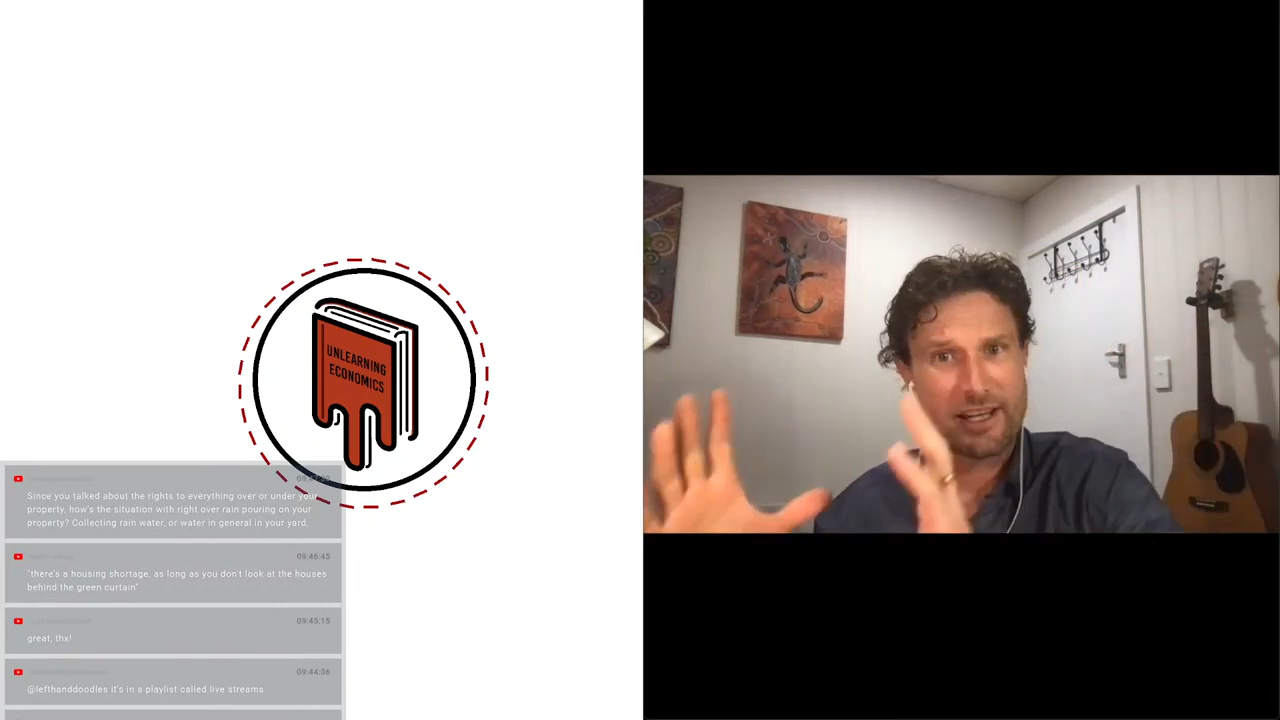 UNLEARNING
ECONOMICS
Since you talked about the rights to everything over or under your
property, how's the situation with right over rain pouring on your
property? Collecting rain water, or water in general in your yard.
09:46:45
"there's a housing shortage, as long as you don't look at the houses
behind the green curtain"
09:45:15
great, thx!
09:44:36
@lefthanddoodles it's in a playlist called live streams